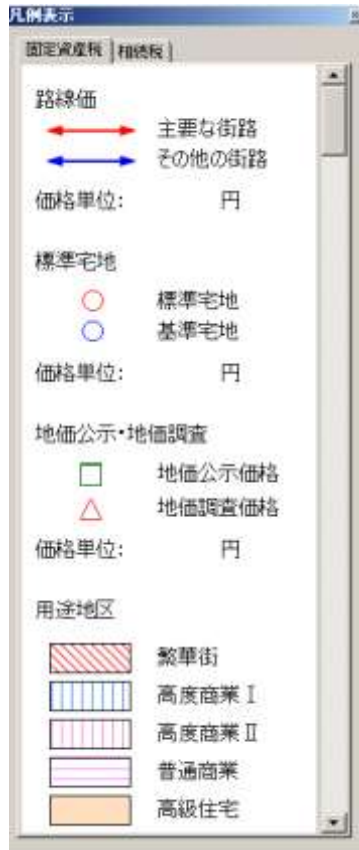 凡例表示
固定資産税 相続税
路線価
主要な街路
その他の街路
価格単位: 円
標準宅地
標準宅地
基準宅地
価格単位: 円
地価公示・地価調査
地価公示価格
地価調査価格
価格単位: 円
用途地区
繁華街
高度商業Ⅰ
高度商業Ⅱ
普通商業
高級住宅